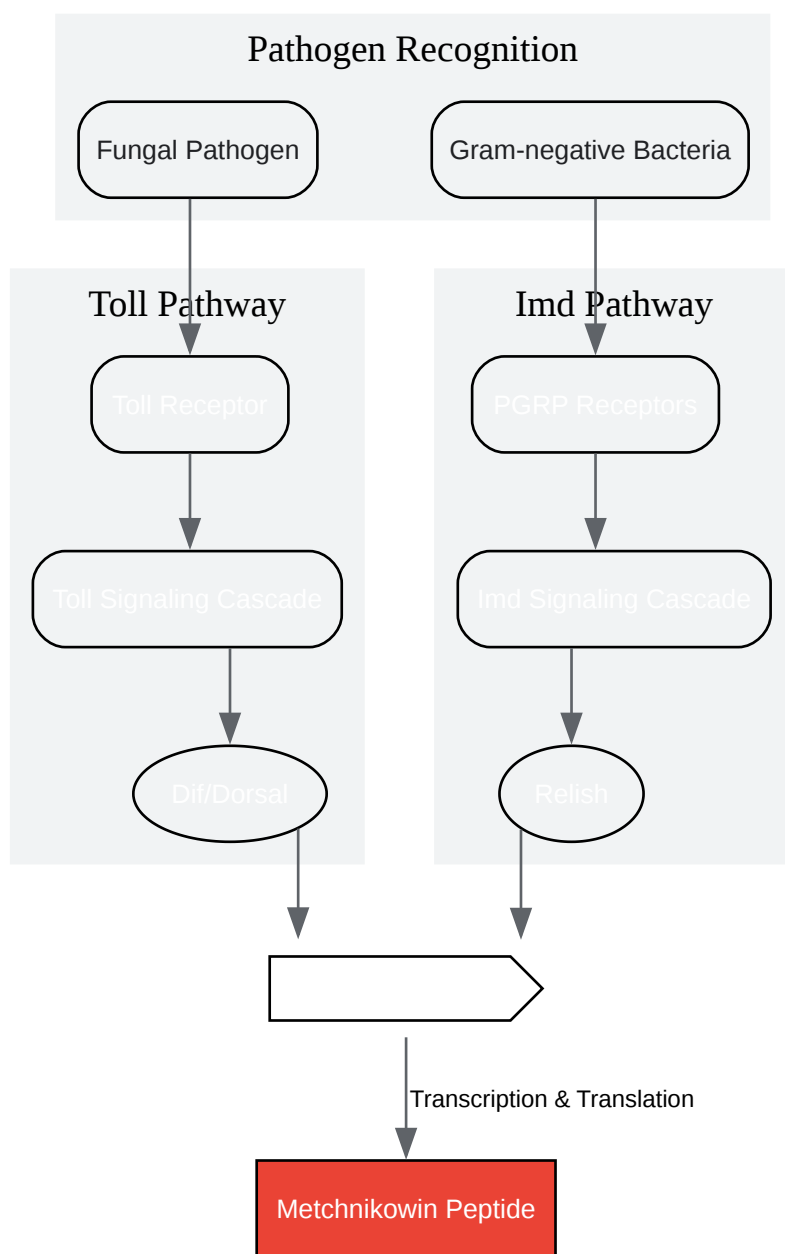 Pathogen Recognition
Fungal Pathogen
Gram-negative Bacteria
Toll Pathway
Imd Pathway
Toll Receptor
PGRP Receptors
Toll Signaling Cascade
Imd Signaling Cascade
Dif/Dorsal
Relish
Transcription & Translation
Metchnikowin Peptide